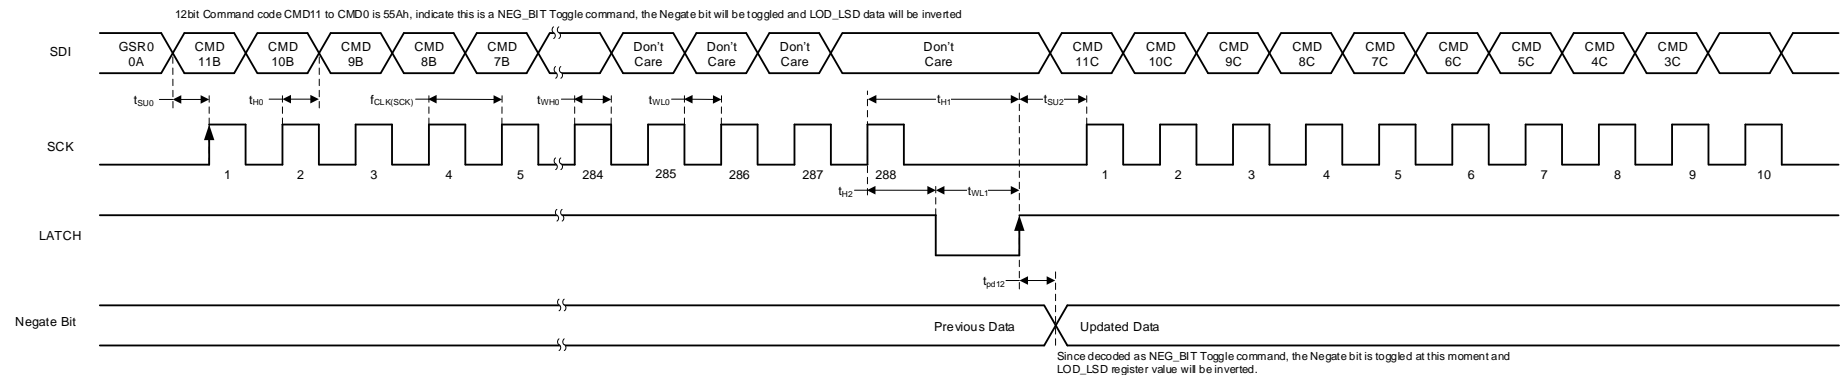 12bit Command code CMD11 to CMD0 is 55Ah, indicate this is a NEG_BIT Toggle command, the Negate bit will be toggled and LOD_LSD data will be inverted
SDI
GSR0 0A
CMD 11B
CMD 10B
CMD 9B
CMD 8B
CMD 7B
Don't Care
Don't Care
Don't Care
Don't Care
CMD 11C
CMD 10C
CMD 9C
CMD 8C
CMD 7C
CMD 6C
CMD 5C
CMD 4C
CMD 3C
tSU0
tH0
fCLK(SCK)
tWH0
tWL0
tH1
tSU2
SCK
1 2 3 4 5 284 285 286 287 288 1 2 3 4 5 6 7 8 9 10
tH2
tWL1
LATCH
tpd12
Negate Bit
Previous Data
Updated Data
Since decoded as NEG_BIT Toggle command, the Negate bit is toggled at this moment and
LOD_LSD register value will be inverted.